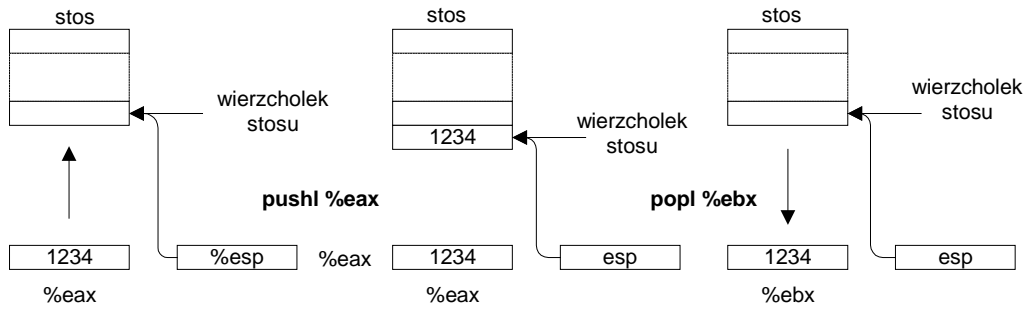 stos
stos
stos
wierzcholek
stosu
wierzcholek
stosu
wierzcholek
stosu
1234
pushl %eax
popl %ebx
1234
%esp
%eax
1234
esp
1234
esp
%eax
%eax
%ebx